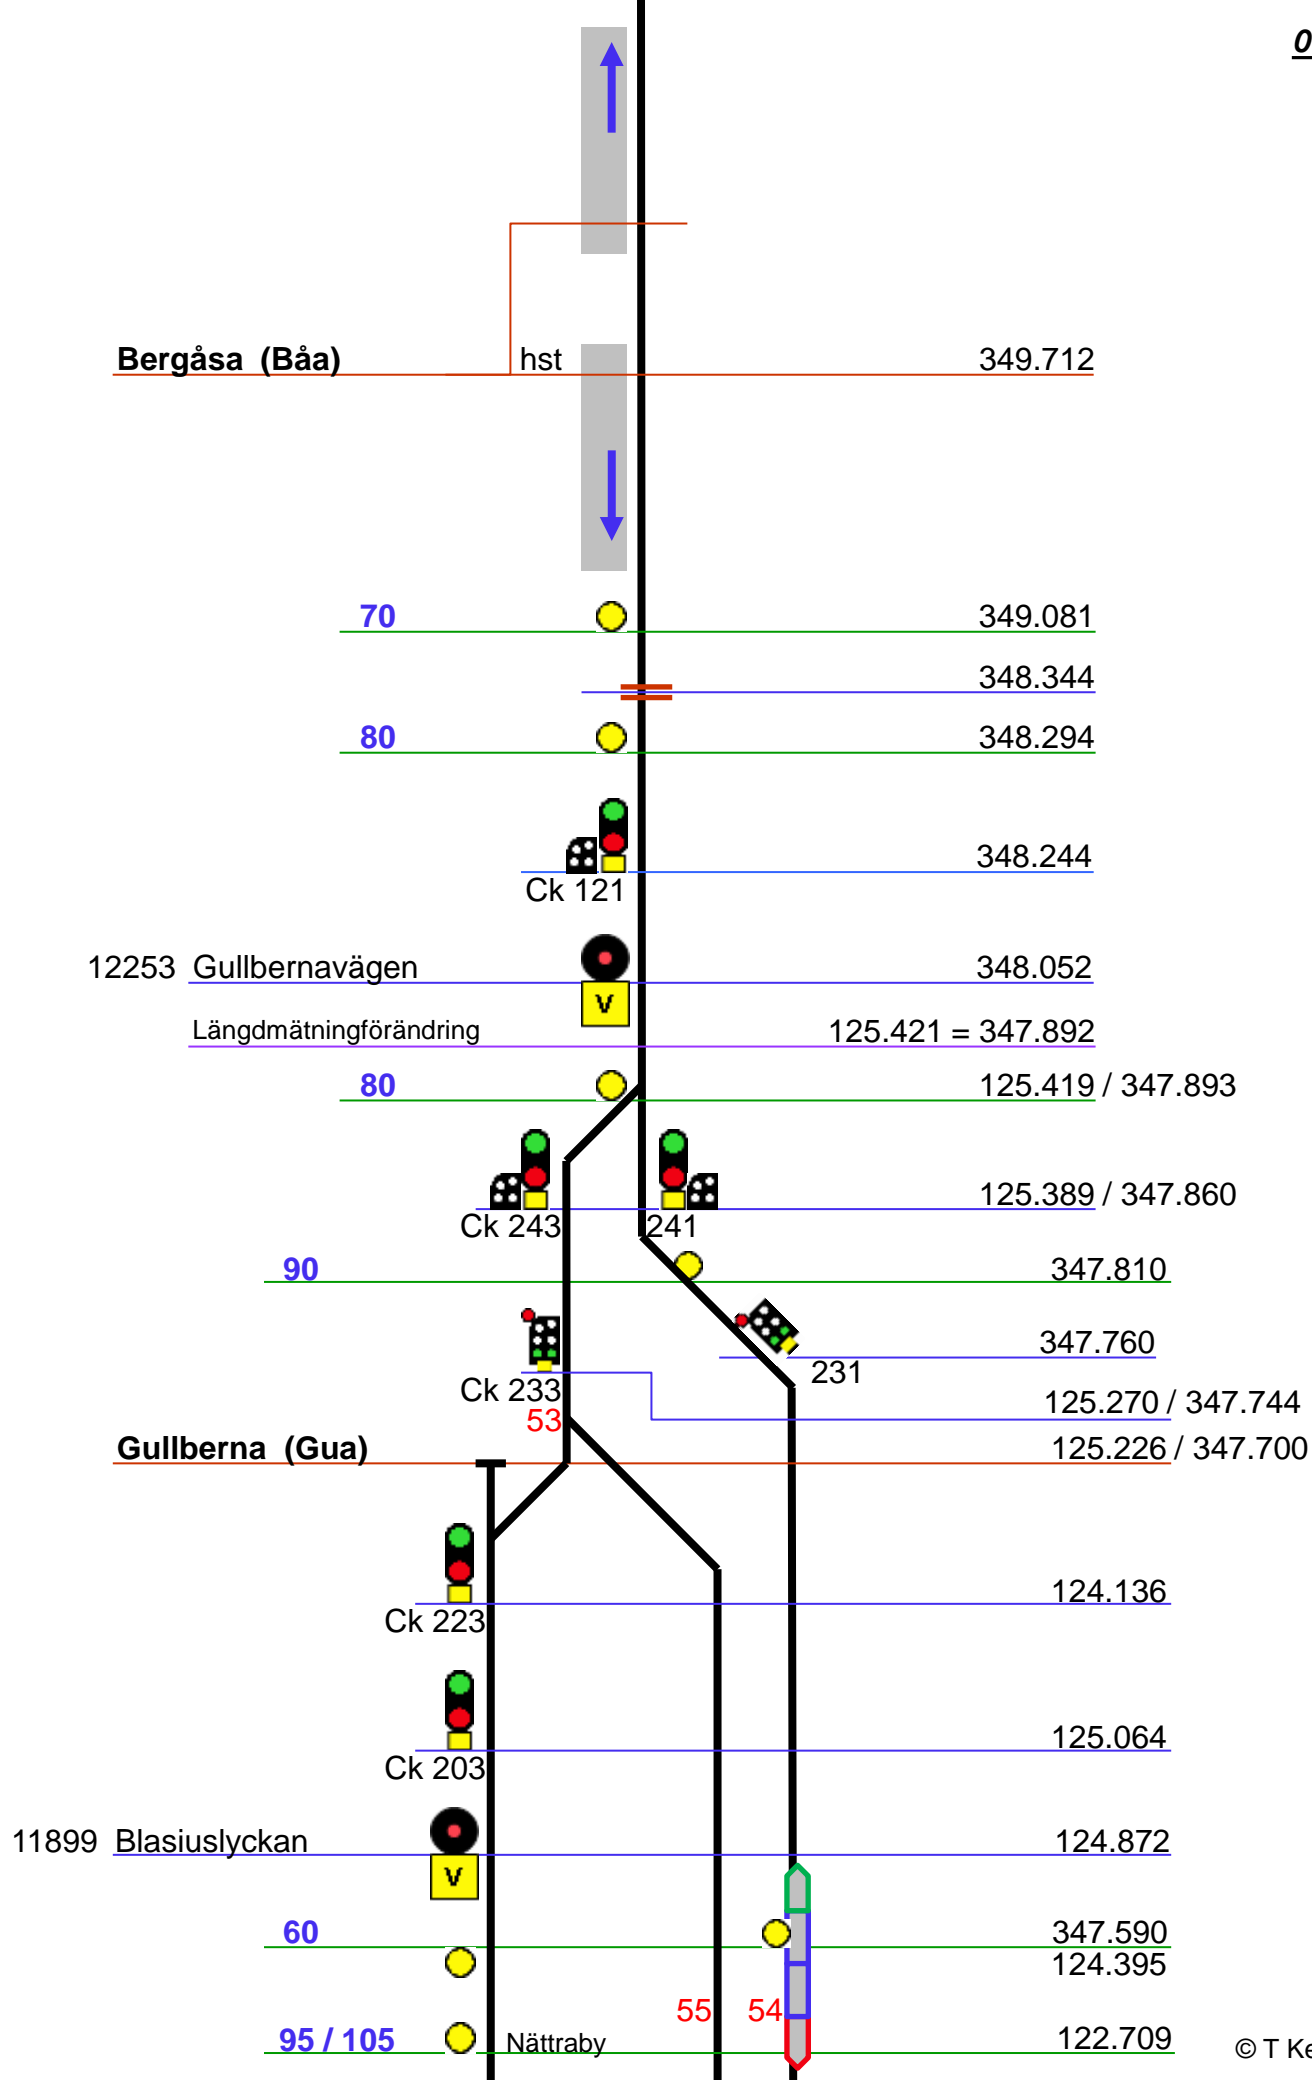 0
Bergåsa (Båa) hst 349.712
70 349.081
348.344
80 348.294
348.244
Ck 121
12253 Gullbernavägen 348.052
V
Längdmätningförändring 125.421 = 347.892
80 125.419 / 347.893
125.389 / 347.860
Ck 243 241
90 347.810
347.760
231
Ck 233 125.270 / 347.744
53
Gullberna (Gua) 125.226 / 347.700
124.136
Ck 223
125.064
Ck 203
11899 Blasiuslyckan 124.872
V
60 347.590
124.395
55 54
95 / 105 Nättraby 122.709
© T Ke